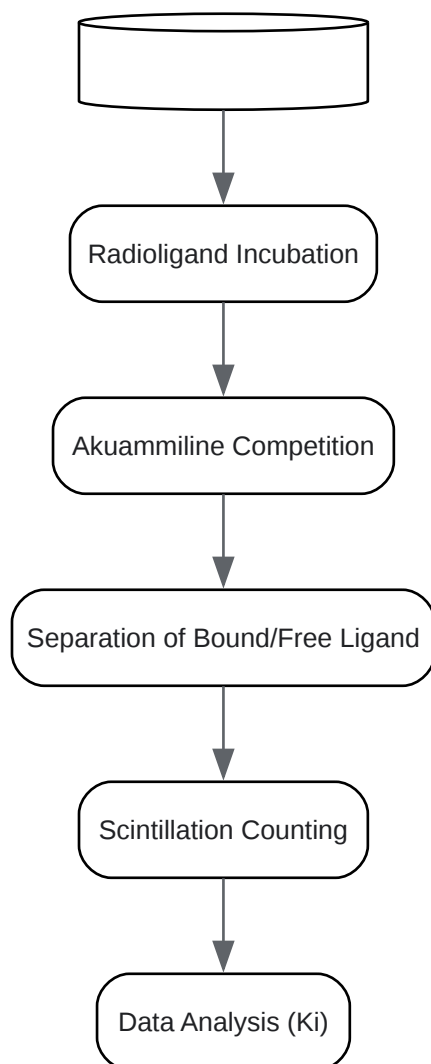 Radioligand Incubation
Akuammiline Competition
Separation of Bound/Free Ligand
Scintillation Counting
Data Analysis (Ki)